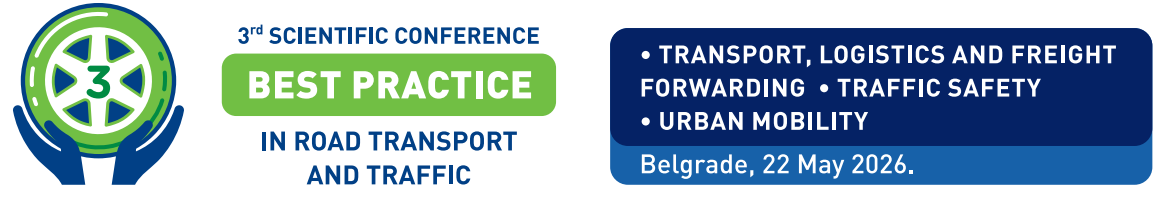 3
3rd SCIENTIFIC CONFERENCE
BEST PRACTICE
IN ROAD TRANSPORT
AND TRAFFIC
• TRANSPORT, LOGISTICS AND FREIGHT
FORWARDING • TRAFFIC SAFETY
• URBAN MOBILITY
Belgrade, 22 May 2026.